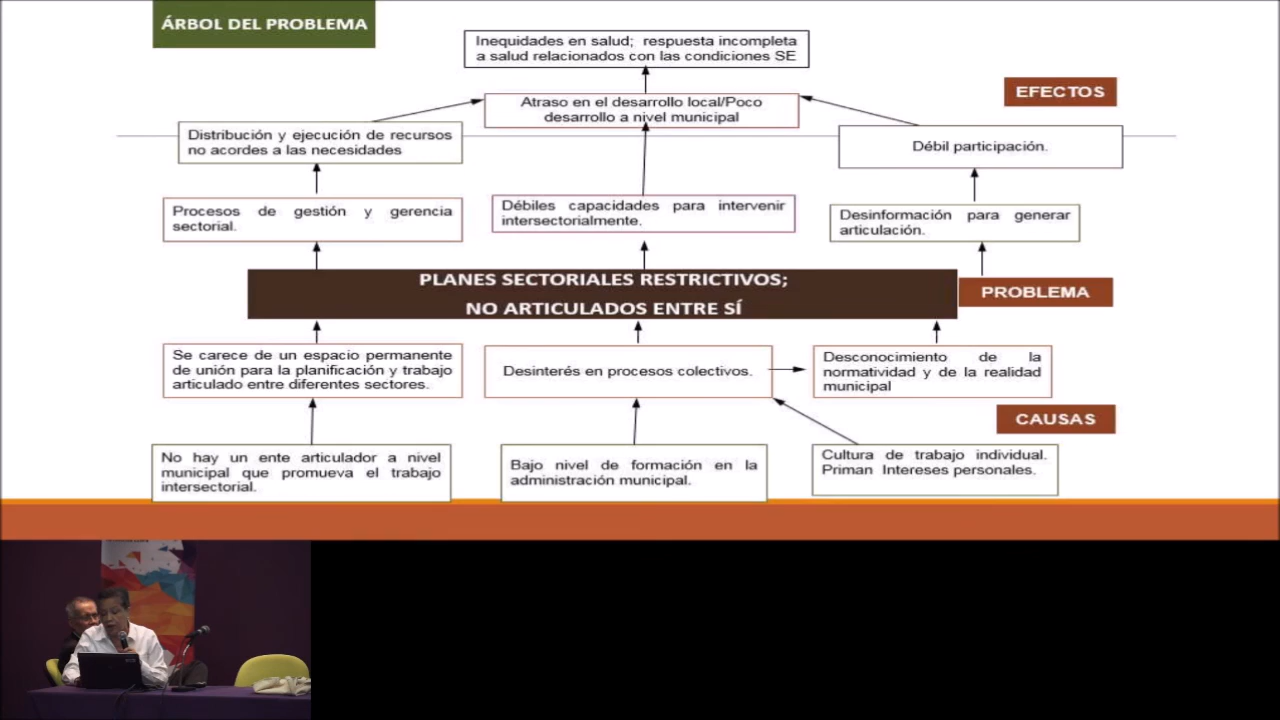 ÁRBOL DEL PROBLEMA
Inequidades en salud; respuesta incompleta
a salud relacionados con las condiciones SE
EFECTOS
Atraso en el desarrollo local/Poco
desarrollo a nivel municipal
Distribución y ejecución de recursos
no acordes a las necesidades
Débil participación.
Procesos de gestión y gerencia
sectorial.
Débiles capacidades para intervenir
intersectorialmente.
Desinformación para generar
articulación.
PLANES SECTORIALES RESTRICTIVOS;
NO ARTICULADOS ENTRE SÍ
PROBLEMA
Se carece de un espacio permanente
de unión para la planificación y trabajo
articulado entre diferentes sectores.
Desinterés en procesos colectivos.
Desconocimiento de la
normatividad y de la realidad
municipal
CAUSAS
No hay un ente articulador a nivel
municipal que promueva el trabajo
intersectorial.
Bajo nivel de formación en la
administración municipal.
Cultura de trabajo individual.
Priman Intereses personales.